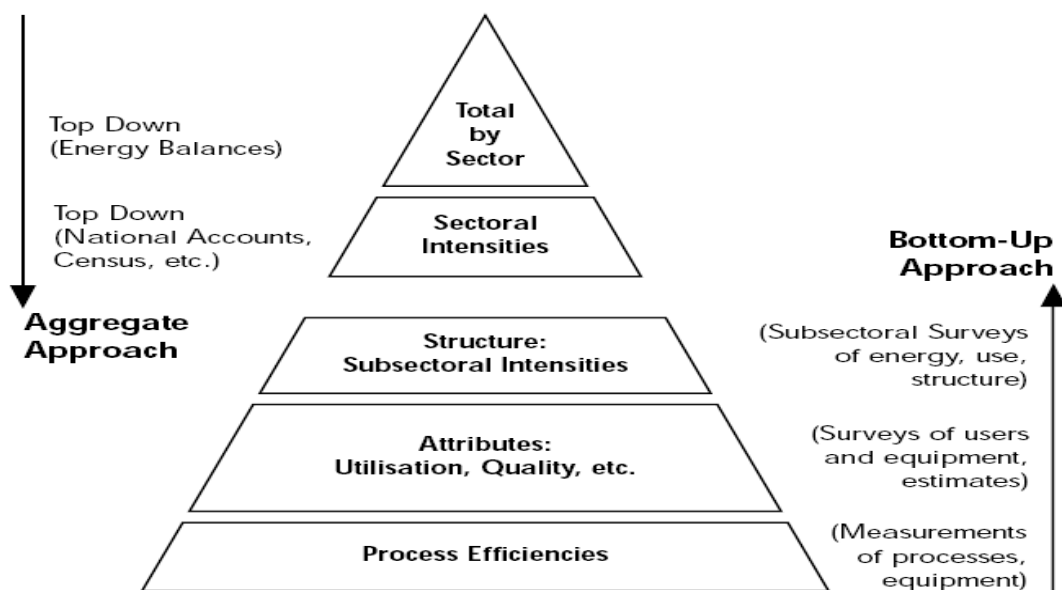 Top Down
(Energy Balances)
Total
by
Sector
Top Down
(National Accounts,
Census, etc.)
Sectoral
Intensities
Bottom-Up
Approach
Aggregate
Approach
Structure:
Subsectoral Intensities
(Subsectoral Surveys
of energy, use,
structure)
Attributes:
Utilisation, Quality, etc.
(Surveys of users
and equipment,
estimates)
Process Efficiencies
(Measurements
of processes,
equipment)